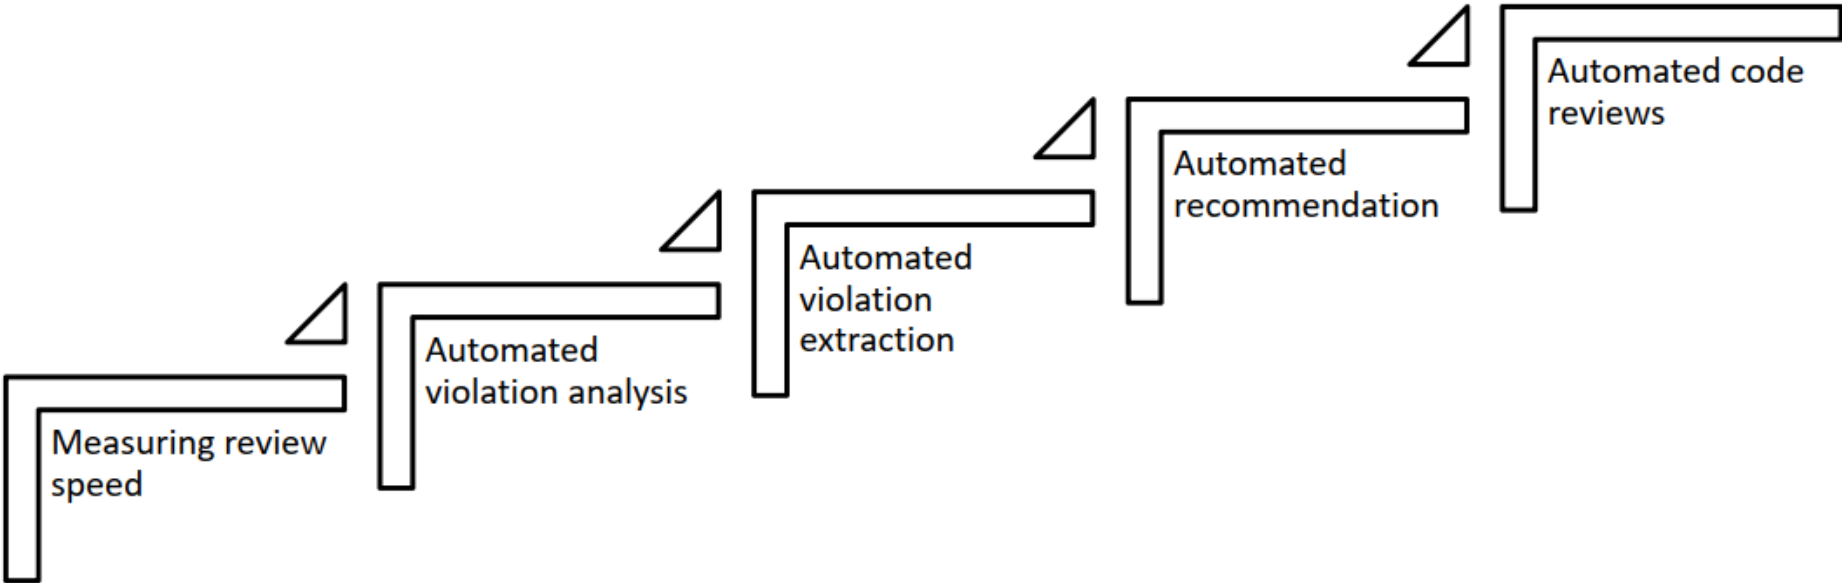 Measuring review
speed
Automated
violation analysis
Automated
violation
extraction
Automated
recommendation
Automated code
reviews